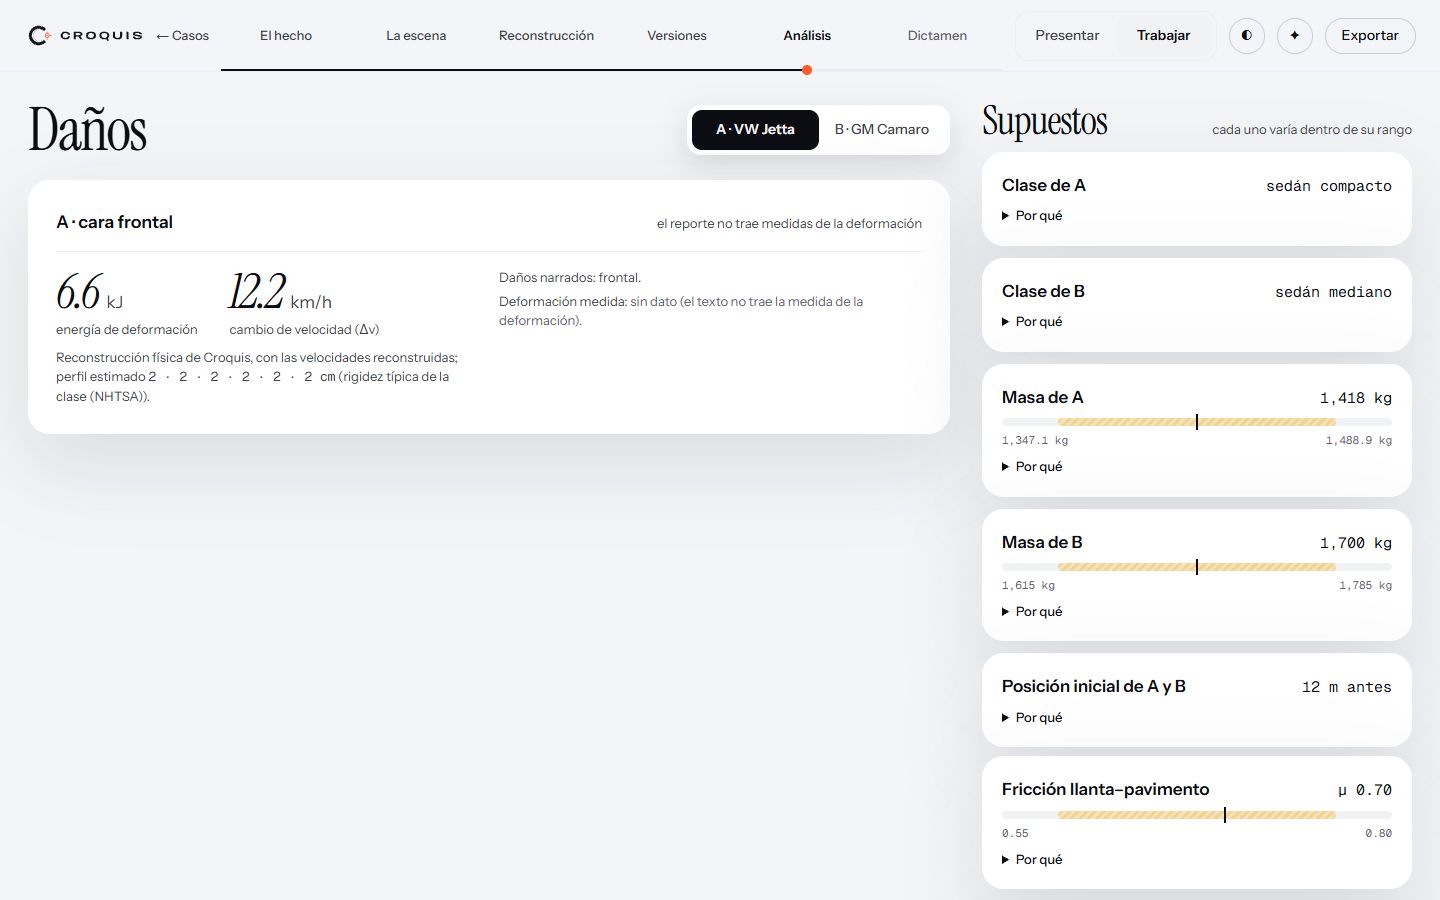 CROQUIS
← Casos
El hecho
La escena
Reconstrucción
Versiones
Análisis
Dictamen
Presentar
Trabajar
Exportar
Daños
A · VW Jetta
B · GM Camaro
A · cara frontal
el reporte no trae medidas de la deformación
6.6 kJ
energía de deformación
12.2 km/h
cambio de velocidad (Δv)
Reconstrucción física de Croquis, con las velocidades reconstruidas;
perfil estimado 2 · 2 · 2 · 2 · 2 · 2 cm (rigidez típica de la
clase (NHTSA)).
Daños narrados: frontal.
Deformación medida: sin dato (el texto no trae la medida de la
deformación).
Supuestos
cada uno varía dentro de su rango
Clase de A
sedán compacto
▶ Por qué
Clase de B
sedán mediano
▶ Por qué
Masa de A
1,418 kg
1,347.1 kg
1,488.9 kg
▶ Por qué
Masa de B
1,700 kg
1,615 kg
1,785 kg
▶ Por qué
Posición inicial de A y B
12 m antes
▶ Por qué
Fricción llanta–pavimento
μ 0.70
0.55
0.80
▶ Por qué